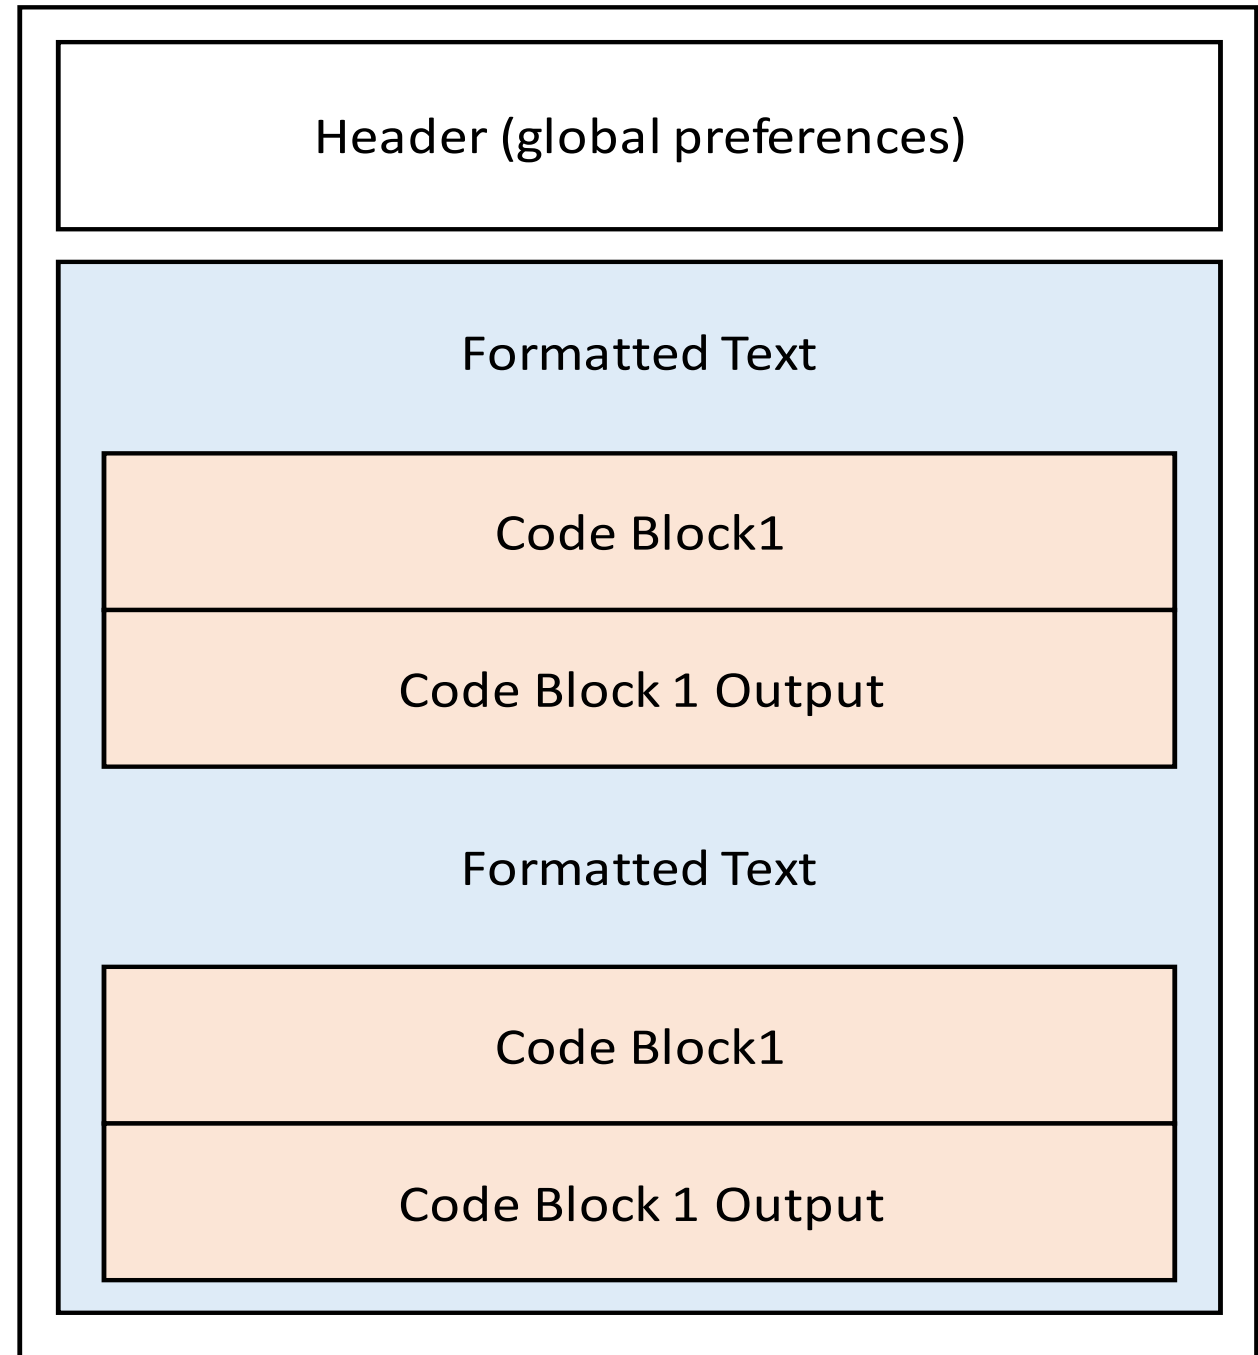 Header (global preferences)
Formatted Text
Code Block1
Code Block 1 Output
Formatted Text
Code Block1
Code Block 1 Output